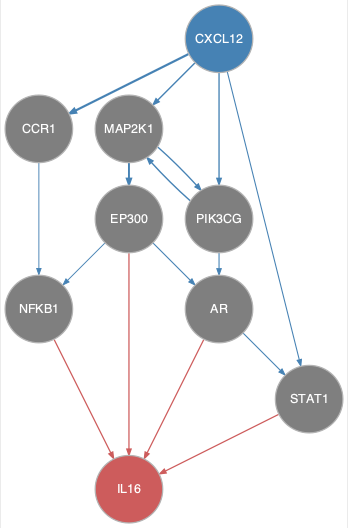 CXCL12
CCR1
MAP2K1
EP300
PIK3CG
NFKB1
AR
STAT1
IL16